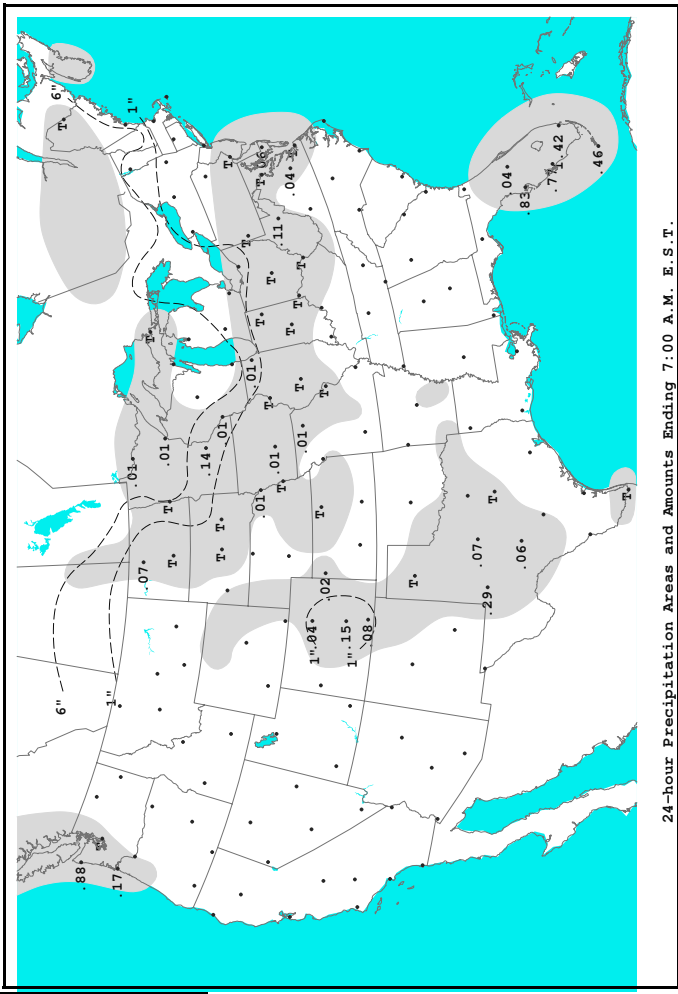 6"
T
6"
.88
1"
.17
.01
1"
.07
T
.01
T
T
.14
T
T
.01
T
T
.01
.01
T
T
T
T
.01
.11
T
T
.04
T
T
T
.01
1"
.04
T
T
.02
1"
.15
.08
T
.07
.29
T
.04
.06
.83
.42
.46
T
24-hour Precipitation Areas and Amounts Ending 7:00 A.M. E.S.T.